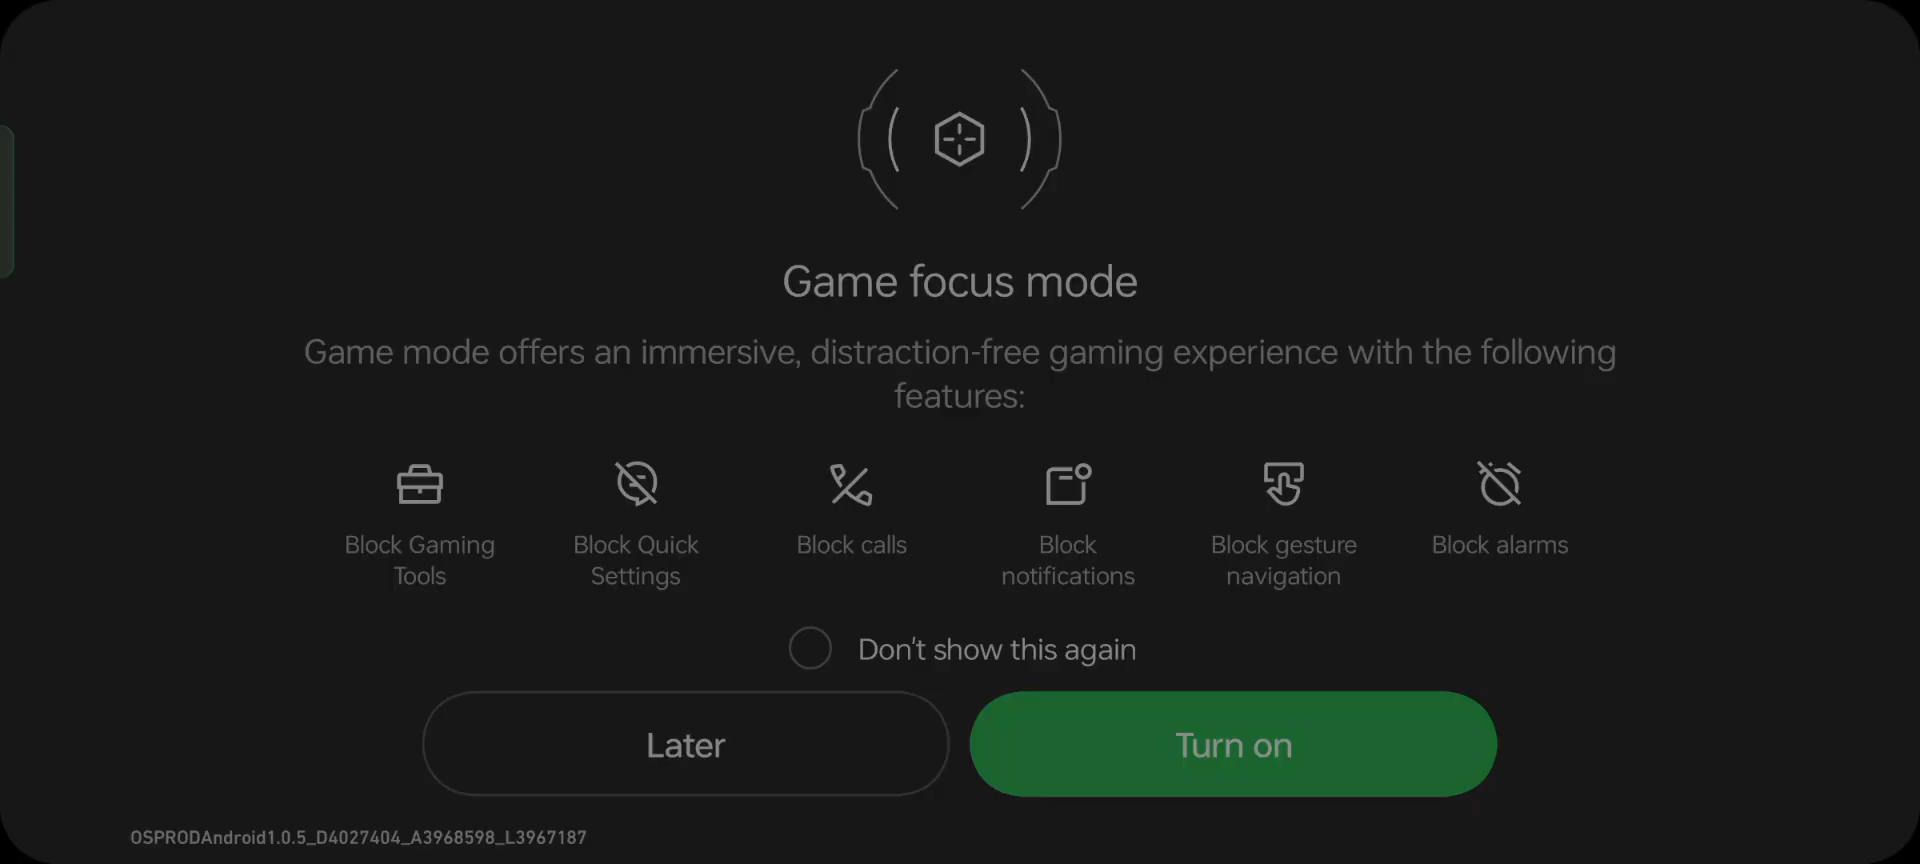 Game focus mode
Game mode offers an immersive, distraction-free gaming experience with the following
features:
Block Gaming
Tools
Block Quick
Settings
Block calls
Block
notifications
Block gesture
navigation
Block alarms
Don't show this again
Later
Turn on
OSPRODAndroid1.0.5_D4027404_A3968598_L3967187